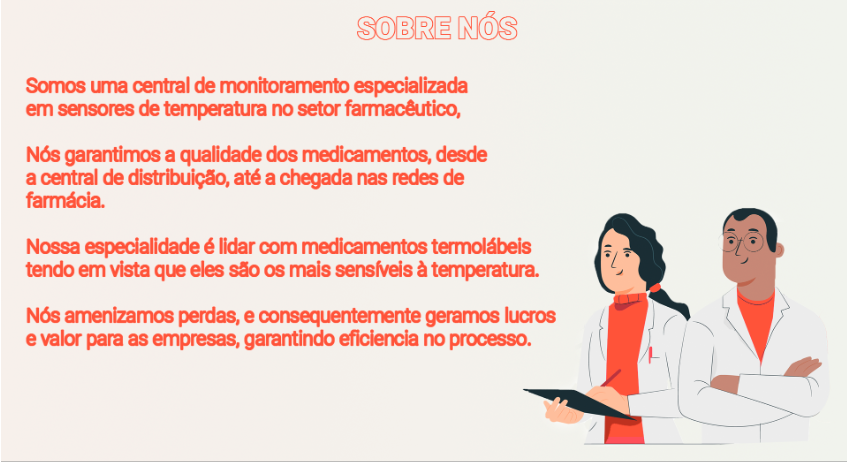 SOBRE NÓS
Somos uma central de monitoramento especializada
em sensores de temperatura no setor farmacêutico,
Nós garantimos a qualidade dos medicamentos, desde
a central de distribuição, até a chegada nas redes de
farmácia.
Nossa especialidade é lidar com medicamentos termolábeis
tendo em vista que eles são os mais sensíveis à temperatura.
Nós amenizamos perdas, e consequentemente geramos lucros
e valor para as empresas, garantindo eficiencia no processo.